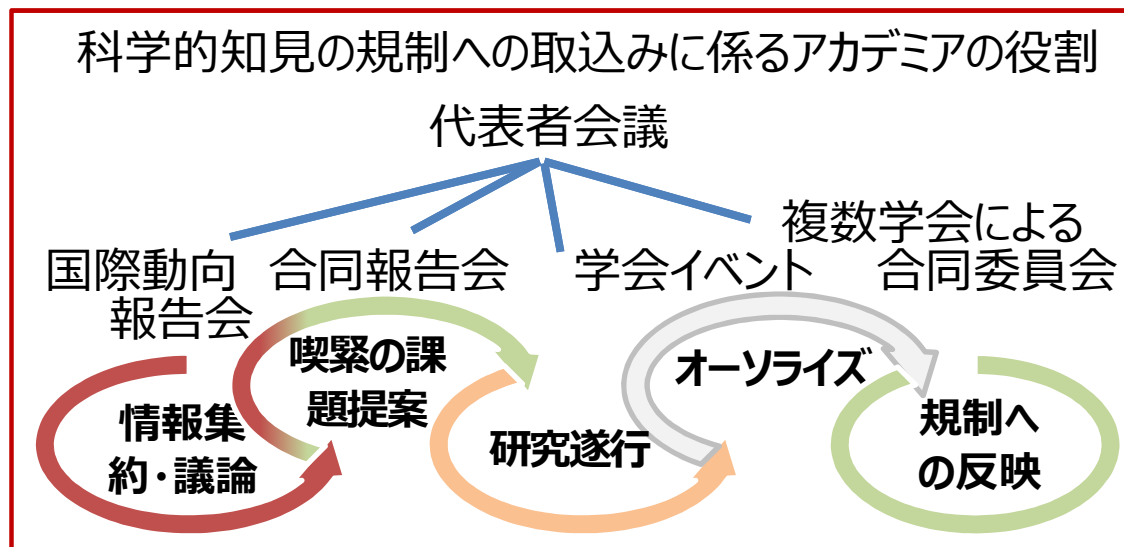 科学的知見の規制への取込みに係るアカデミアの役割
代表者会議
国際動向
報告会
合同報告会
学会イベント
複数学会による
合同委員会
情報集
約・議論
喫緊の課
題提案
研究遂行
オーソライズ
規制へ
の反映